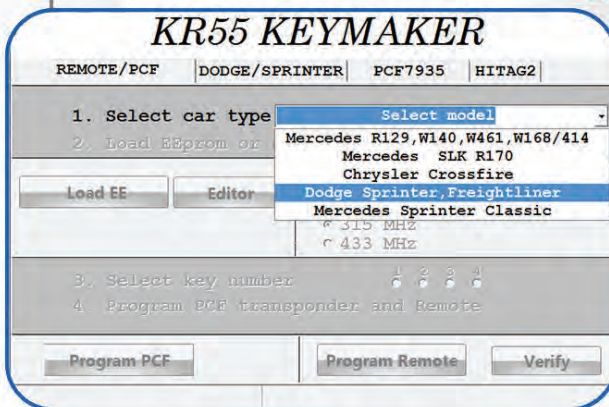 KR55 KEYMAKER
REMOTE/PCF DODGE/SPRINTER PCF7935 HITAG2
1. Select car type Select model
2. Load EEprom or
Mercedes R129,W140,W461,W168/414
Mercedes SLK R170
Chrysler Crossfire
Dodge Sprinter,Freightliner
Mercedes Sprinter Classic
Load EE Editor
315 MHz
433 MHz
3. Select key number 1 2 3 4
4. Program PCF transponder and Remote
Program PCF Program Remote Verify